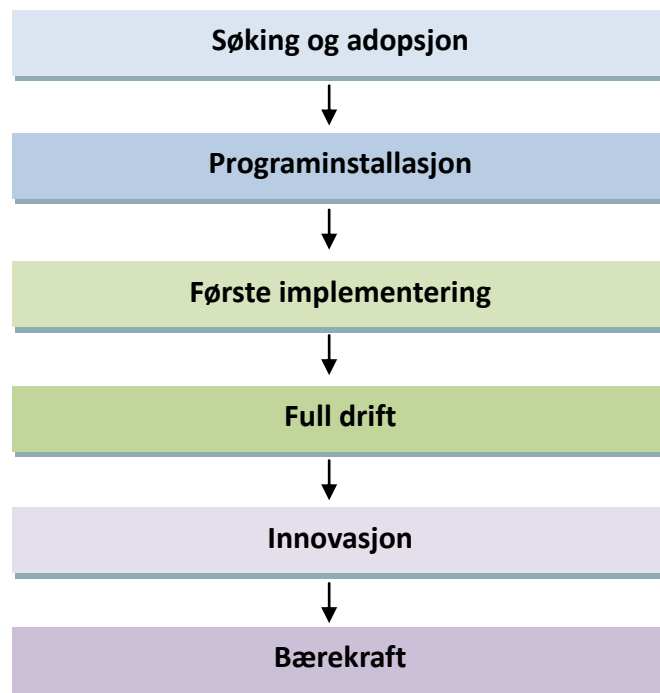 Søking og adopsjon
Programinstallasjon
Første implementering
Full drift
Innovasjon
Bærekraft